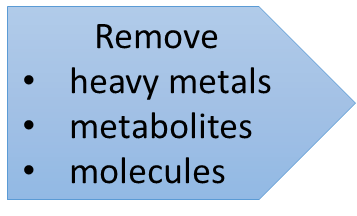 Remove
• heavy metals
• metabolites
• molecules